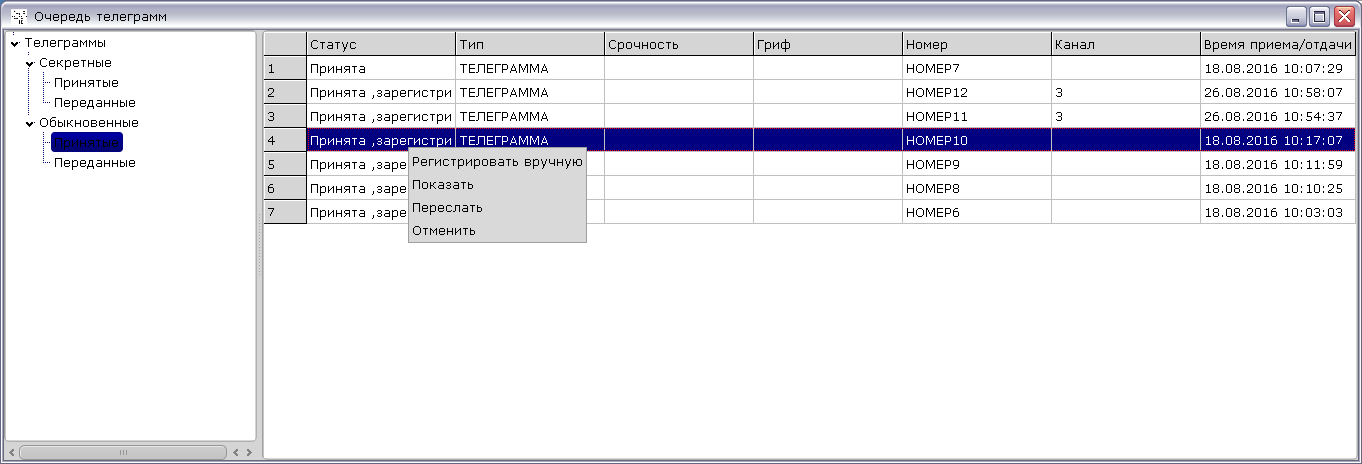 Очередь телеграмм
Телеграммы
Секретные
Принятые
Переданные
Обыкновенные
Принятые
Переданные
Статус Тип Срочность Гриф Номер Канал Время приема/отдачи
1 Принята ТЕЛЕГРАММА НОМЕР7 18.08.2016 10:07:29
2 Принята ,зарегистри ТЕЛЕГРАММА НОМЕР12 3 26.08.2016 10:58:07
3 Принята ,зарегистри ТЕЛЕГРАММА НОМЕР11 3 26.08.2016 10:54:37
4 Принята ,зарегистри ТЕЛЕГРАММА НОМЕР10 18.08.2016 10:17:07
5 Принята ,заре НОМЕР9 18.08.2016 10:11:59
6 Принята ,заре НОМЕР8 18.08.2016 10:10:25
7 Принята ,заре НОМЕР6 18.08.2016 10:03:03
Регистрировать вручную
Показать
Переслать
Отменить